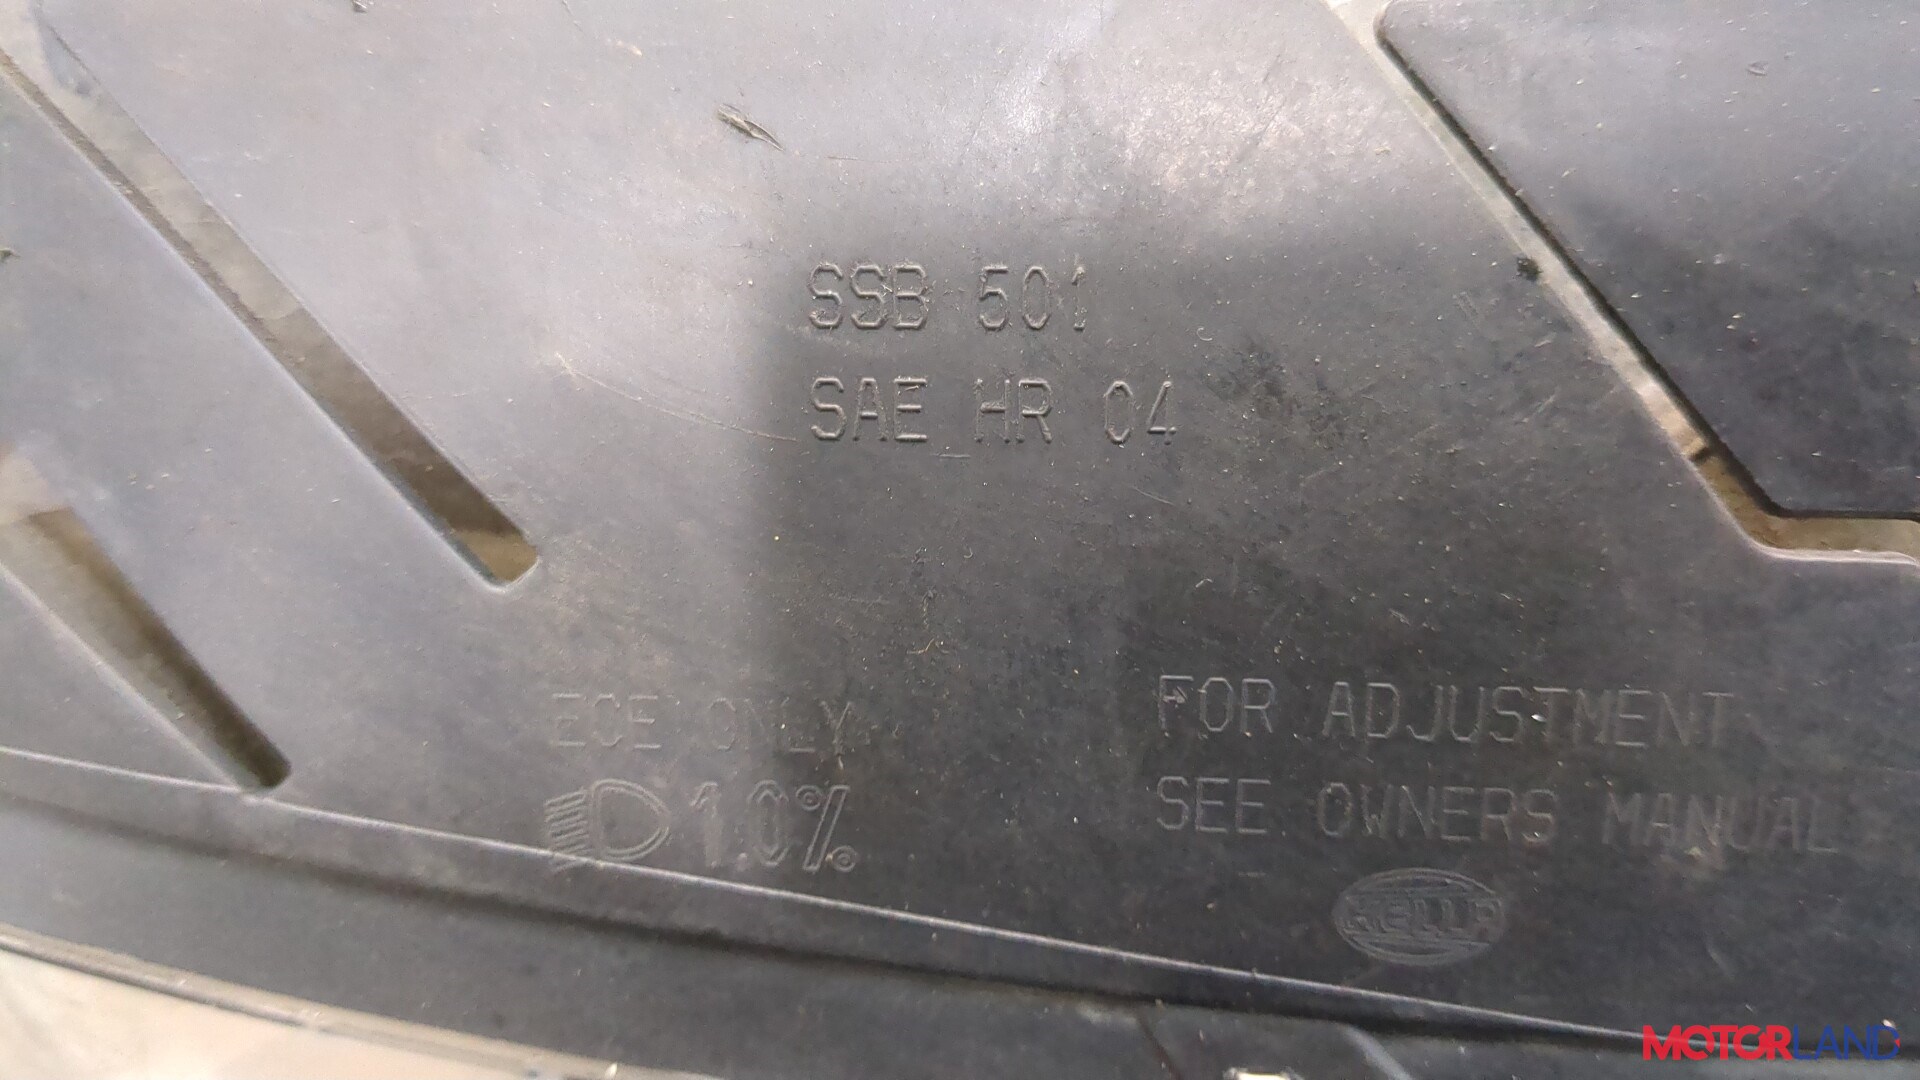 SSB 501
SAE HR 04
ECE ONLY
1.0%
FOR ADJUSTMENT
SEE OWNERS MANUAL
HELLA
MOTORLAND